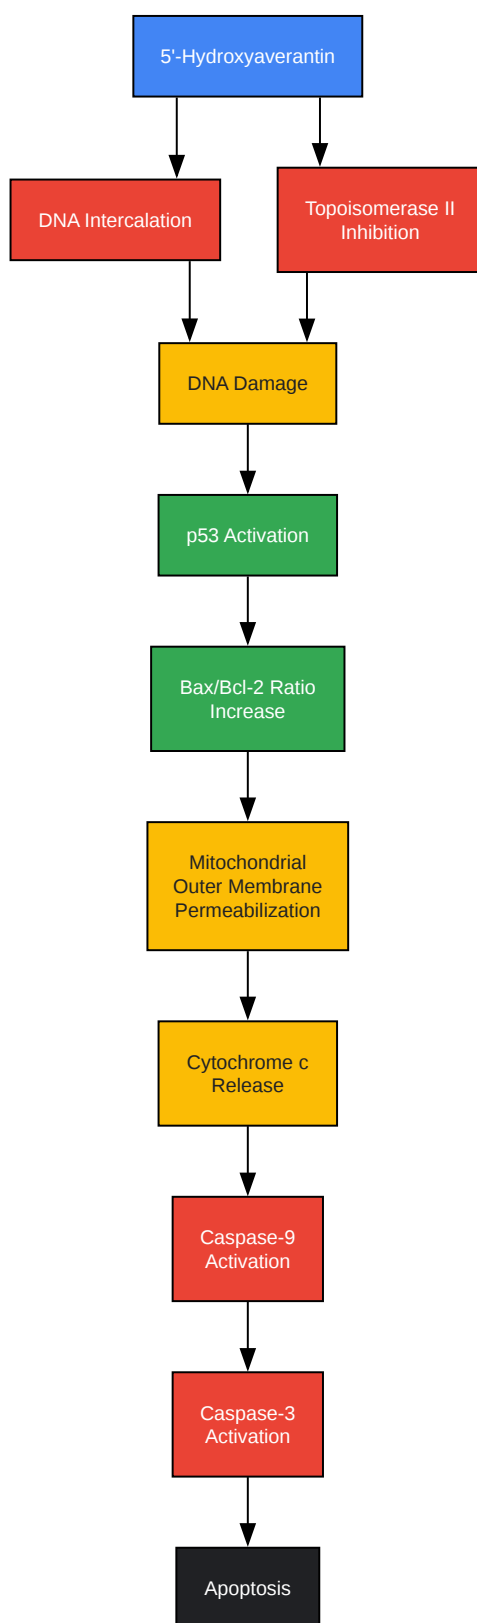 5'-Hydroxyaverantin
DNA Intercalation
Topoisomerase II
Inhibition
DNA Damage
p53 Activation
Bax/Bcl-2 Ratio
Increase
Mitochondrial
Outer Membrane
Permeabilization
Cytochrome c
Release
Caspase-9
Activation
Caspase-3
Activation
Apoptosis